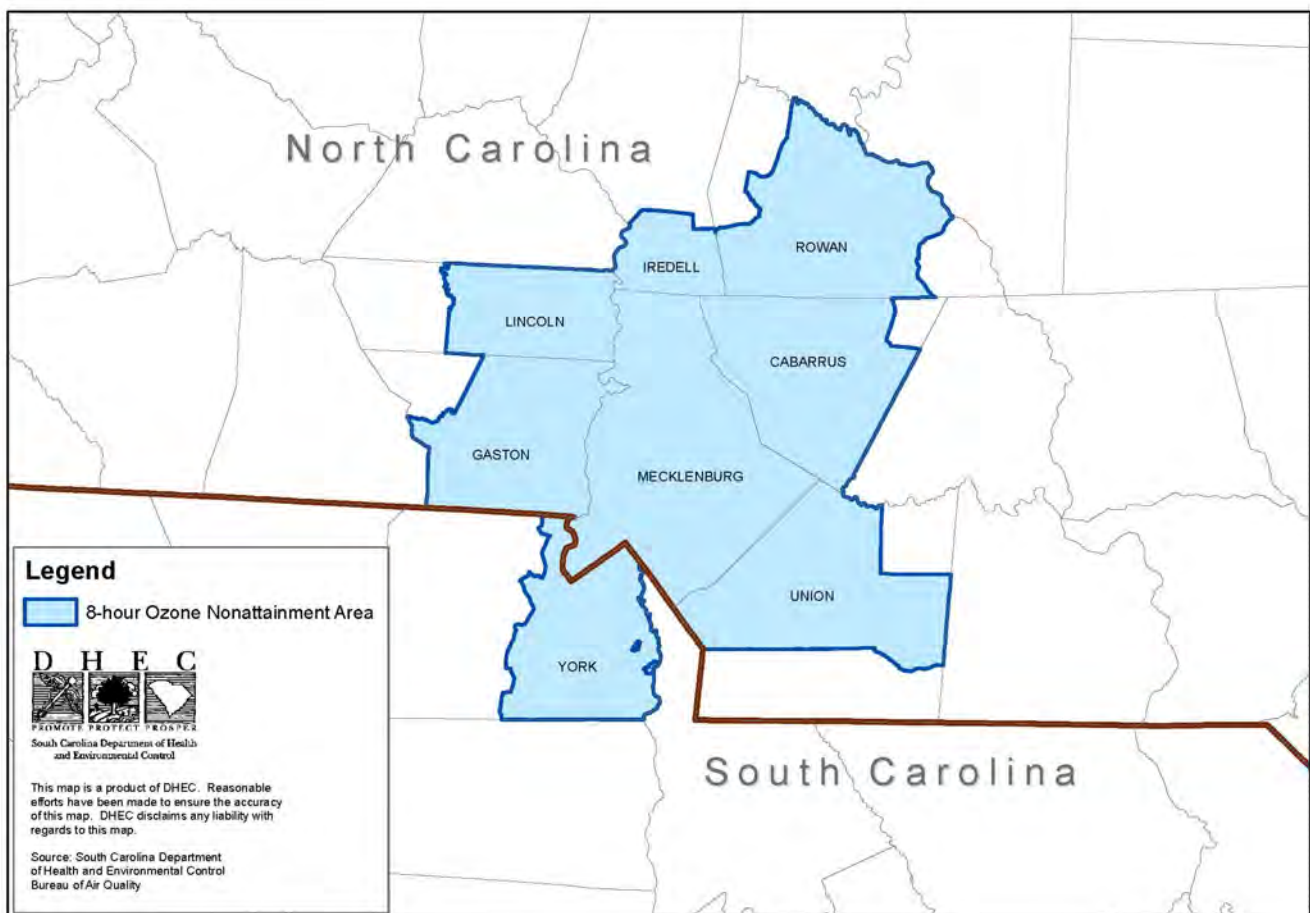 North Carolina
ROWAN
IREDELL
LINCOLN
CABARRUS
GASTON
MECKLENBURG
UNION
YORK
South Carolina
Legend
8-hour Ozone Nonattainment Area
D H E C
PROMOTE PROTECT PROSPER
South Carolina Department of Health
and Environmental Control
This map is a product of DHEC. Reasonable
efforts have been made to ensure the accuracy
of this map. DHEC disclaims any liability with
regards to this map.
Source: South Carolina Department
of Health and Environmental Control
Bureau of Air Quality